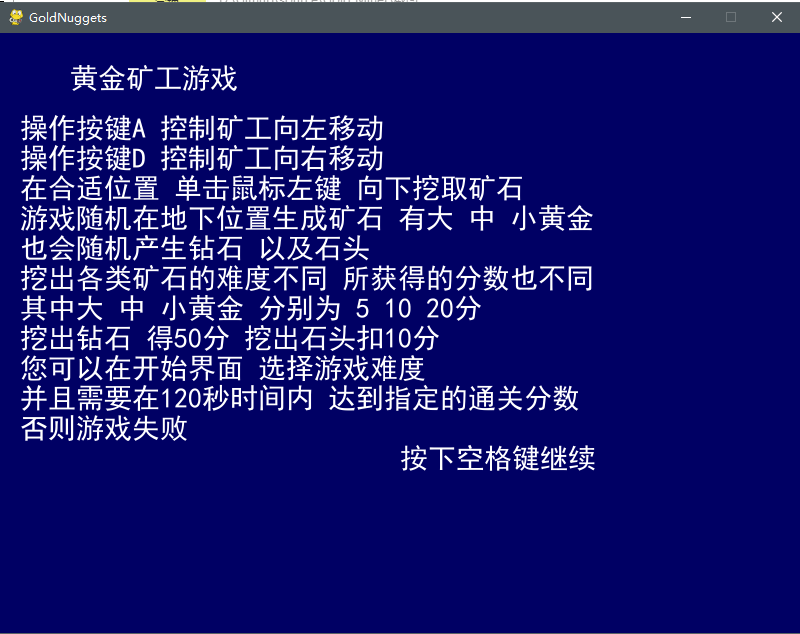 GoldNuggets
黄金矿工游戏
操作按键A 控制矿工向左移动
操作按键D 控制矿工向右移动
在合适位置 单击鼠标左键 向下挖取矿石
游戏随机在地下位置生成矿石 有大 中 小黄金
也会随机产生钻石 以及石头
挖出各类矿石的难度不同 所获得的分数也不同
其中大 中 小黄金 分别为 5 10 20分
挖出钻石 得50分 挖出石头扣10分
您可以在开始界面 选择游戏难度
并且需要在120秒时间内 达到指定的通关分数
否则游戏失败
按下空格键继续